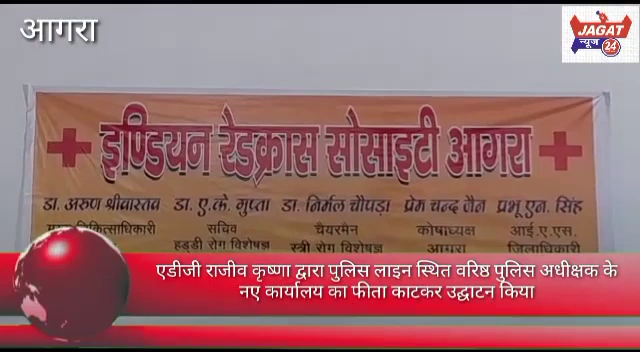 आगरा
JAGAT
न्यूज 24
इण्डियन रेडक्रास सोसाइटी आगरा
डा. अरुण श्रीवास्तव डा. ए.के. गुप्ता डा. निर्मल चौपड़ा प्रेम चन्द जैन प्रभू एन. सिंह
मुख्य चिकित्साधिकारी सचिव चैयरमैन कोषाध्यक्ष आई.ए.एस.
हड्डी रोग विशेषज्ञ स्त्री रोग विशेषज्ञ आगरा जिलाधिकारी
एडीजी राजीव कृष्णा द्वारा पुलिस लाइन स्थित वरिष्ठ पुलिस अधीक्षक के
नए कार्यालय का फीता काटकर उद्घाटन किया